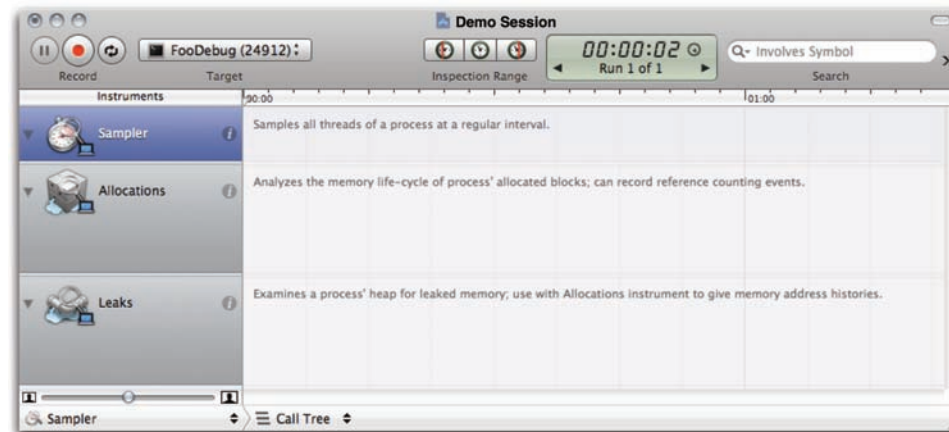 Demo Session
FooDebug (24912)
00:00:02
Run 1 of 1
Involves Symbol
Record
Target
Inspection Range
Search
Instruments
00:00
01:00
Sampler
Samples all threads of a process at a regular interval.
Allocations
Analyzes the memory life-cycle of process' allocated blocks; can record reference counting events.
Leaks
Examines a process' heap for leaked memory; use with Allocations instrument to give memory address histories.
Sampler
Call Tree